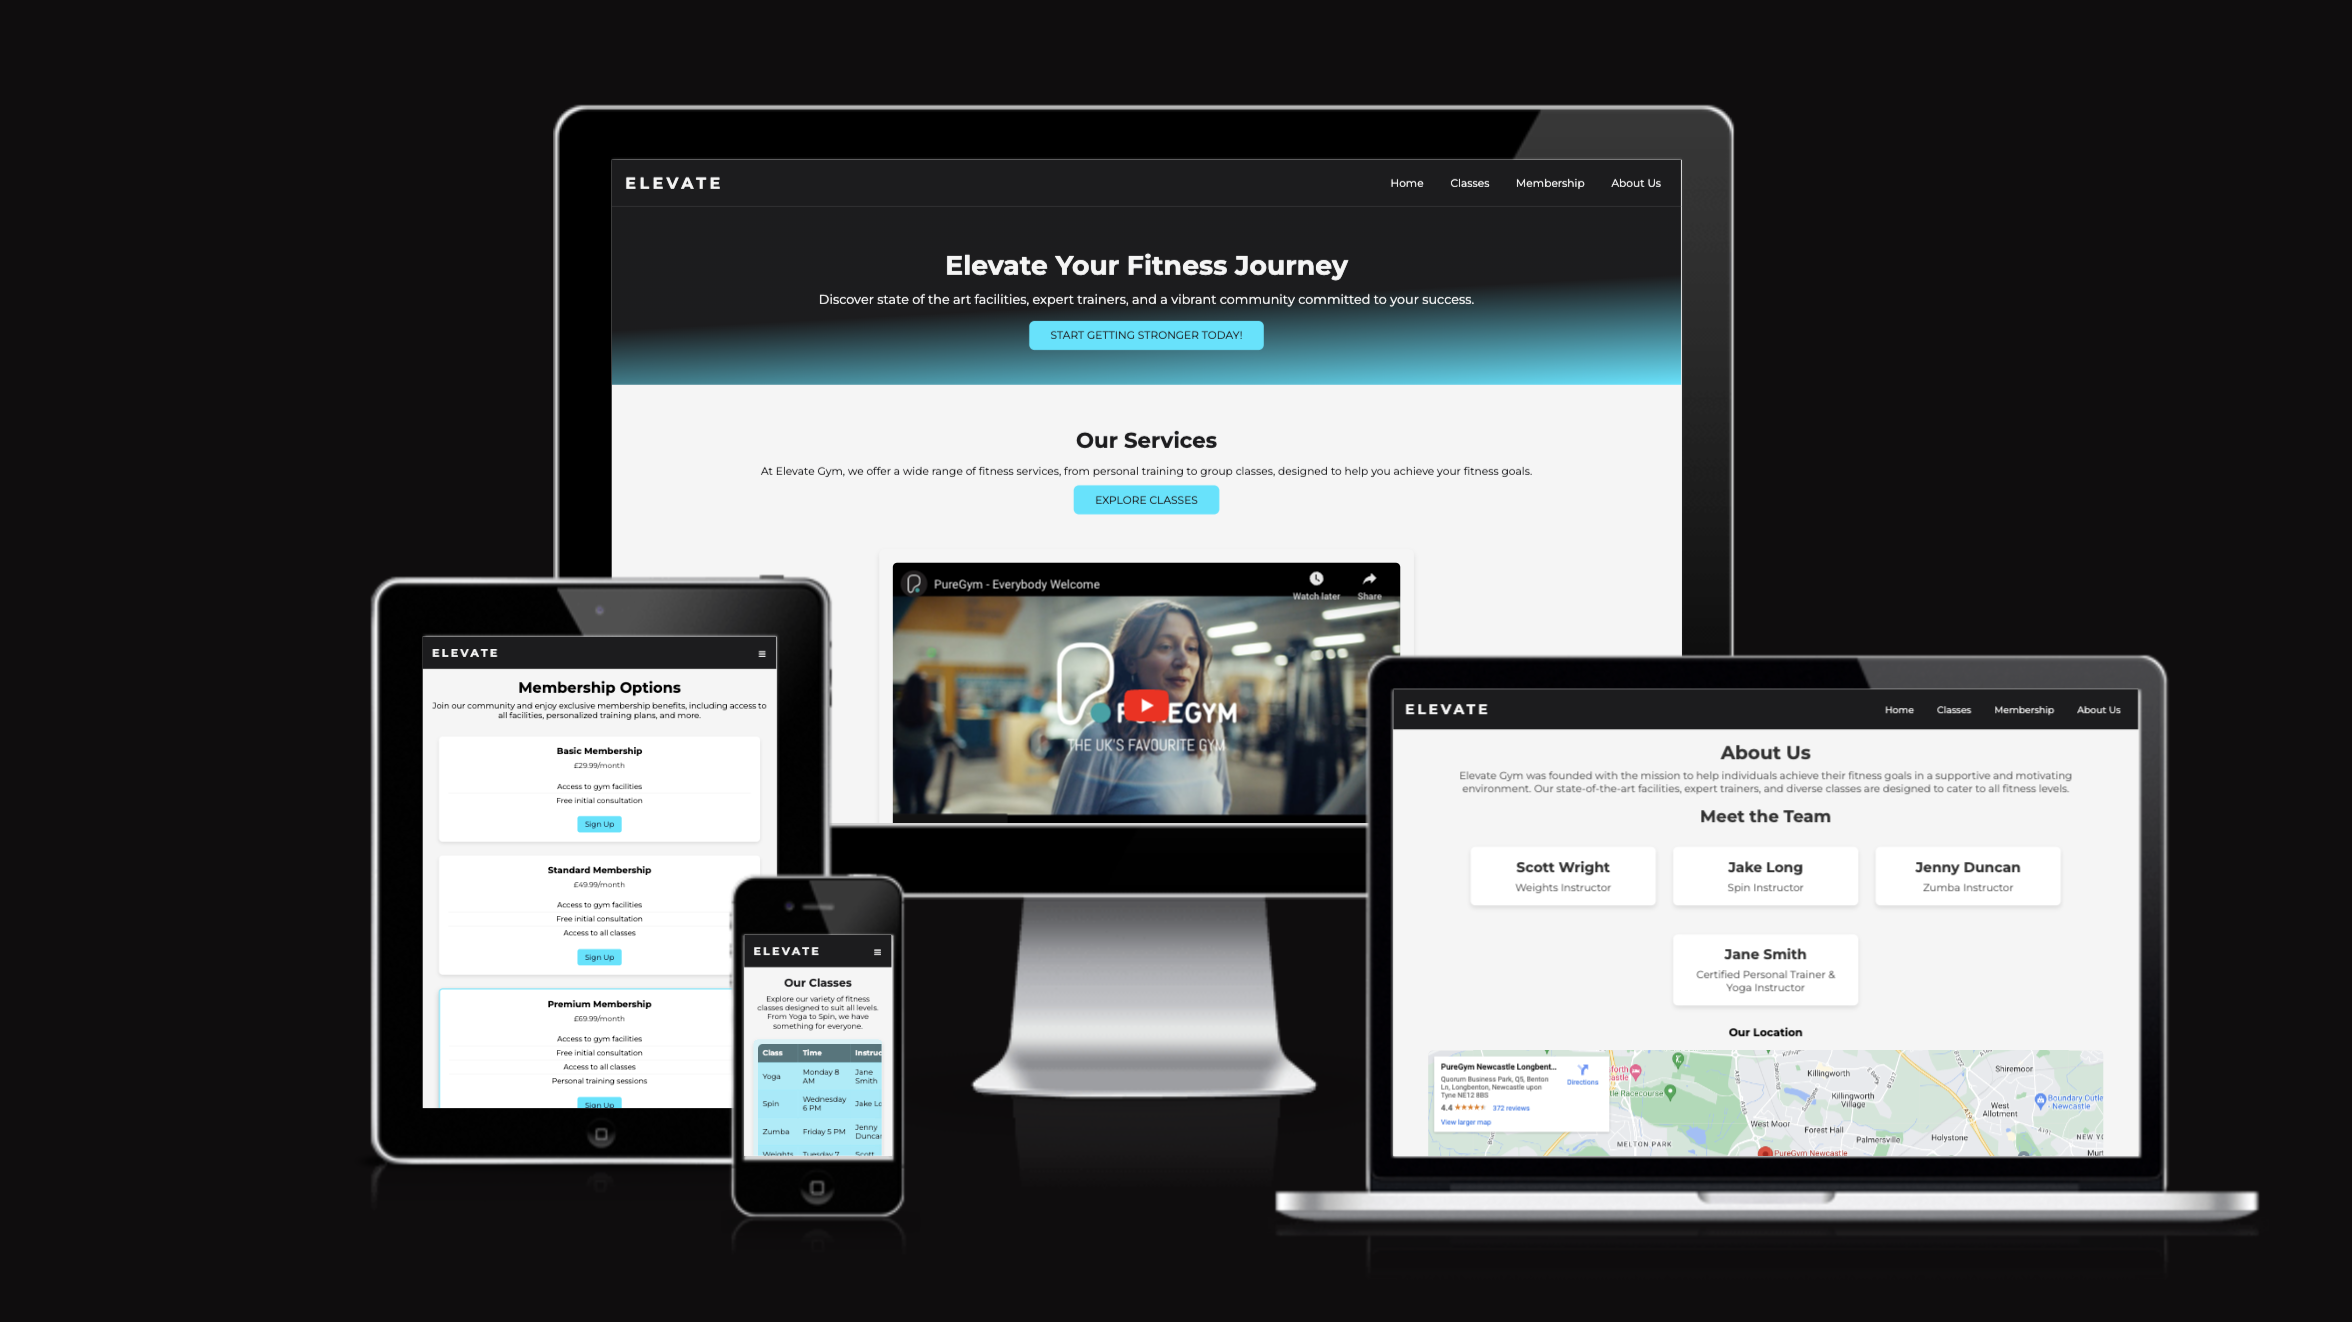 ELEVATE
Home Classes Membership About Us
Elevate Your Fitness Journey
Discover state of the art facilities, expert trainers, and a vibrant community committed to your success.
START GETTING STRONGER TODAY!
Our Services
At Elevate Gym, we offer a wide range of fitness services, from personal training to group classes, designed to help you achieve your fitness goals.
EXPLORE CLASSES
PureGym - Everybody Welcome
Watch later Share
THE UK'S FAVOURITE GYM
ELEVATE
Membership Options
Join our community and enjoy exclusive membership benefits, including access to
all facilities, personalized training plans, and more.
Basic Membership
£29.99/month
Access to gym facilities
Free initial consultation
Sign Up
Standard Membership
£49.99/month
Access to gym facilities
Free initial consultation
Access to all classes
Sign Up
Premium Membership
£69.99/month
Access to gym facilities
Free initial consultation
Access to all classes
Personal training sessions
Sign Up
ELEVATE
Our Classes
Explore our variety of fitness
classes designed to suit all levels.
From Yoga to Spin, we have
something for everyone.
Class Time Instruc
Yoga Monday 8 AM Jane Smith
Spin Wednesday 6 PM Jake Lo
Zumba Friday 5 PM Jenny Duncan
Weights Tuesday 7 Scott
ELEVATE
Home Classes Membership About Us
About Us
Elevate Gym was founded with the mission to help individuals achieve their fitness goals in a supportive and motivating
environment. Our state-of-the-art facilities, expert trainers, and diverse classes are designed to cater to all fitness levels.
Meet the Team
Scott Wright
Weights Instructor
Jake Long
Spin Instructor
Jenny Duncan
Zumba Instructor
Jane Smith
Certified Personal Trainer &
Yoga Instructor
Our Location
PureGym Newcastle Longbent...
Quorum Business Park, Q5, Benton
Ln, Longbenton, Newcastle upon
Tyne NE12 8BS
4.4 372 reviews
View larger map
Directions
Racecourse
Killingworth
Killingworth
Village
Shiremoor
West
Allotment
Boundary Outle
Newcastle
West Moor
Forest Hall
Palmersville
Holystone
MELTON PARK
PureGym Newcastle